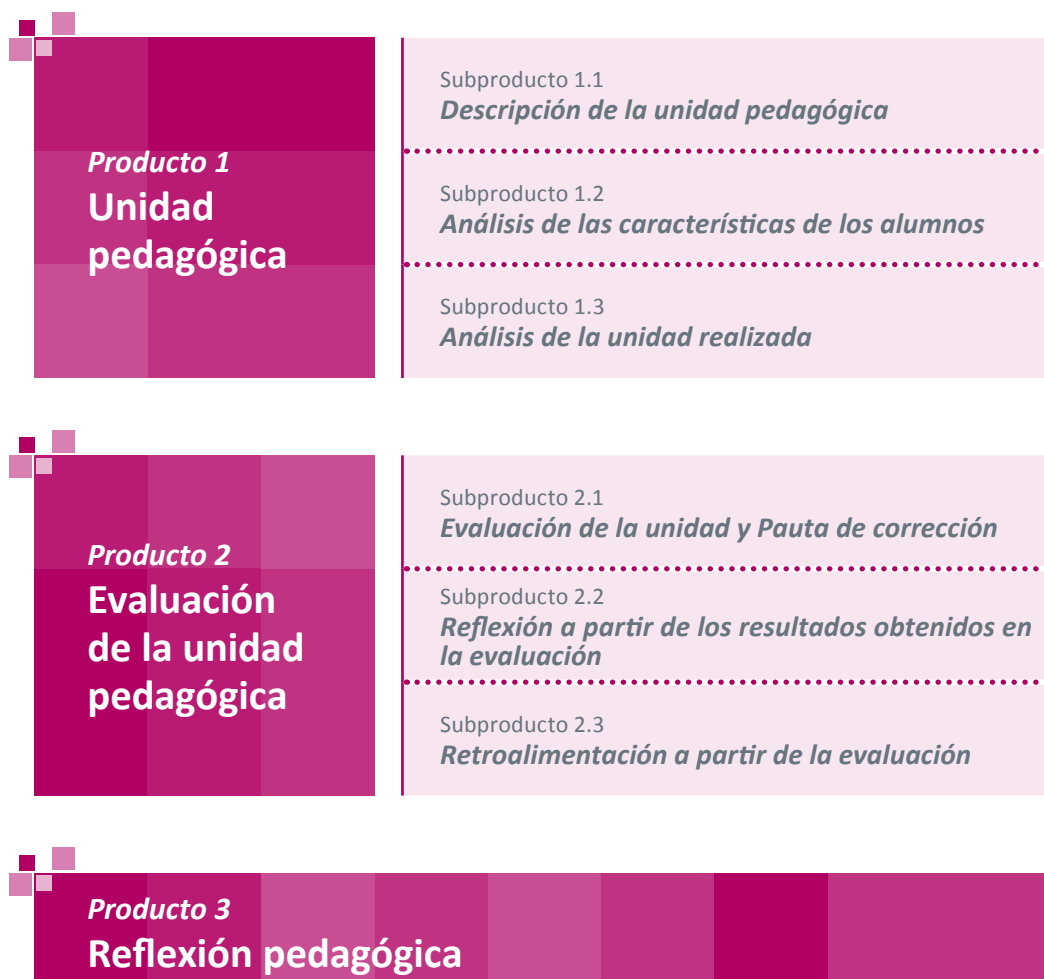 Producto 1
Unidad
pedagógica
Subproducto 1.1
Descripción de la unidad pedagógica
Subproducto 1.2
Análisis de las características de los alumnos
Subproducto 1.3
Análisis de la unidad realizada
Producto 2
Evaluación
de la unidad
pedagógica
Subproducto 2.1
Evaluación de la unidad y Pauta de corrección
Subproducto 2.2
Reflexión a partir de los resultados obtenidos en
la evaluación
Subproducto 2.3
Retroalimentación a partir de la evaluación
Producto 3
Reflexión pedagógica